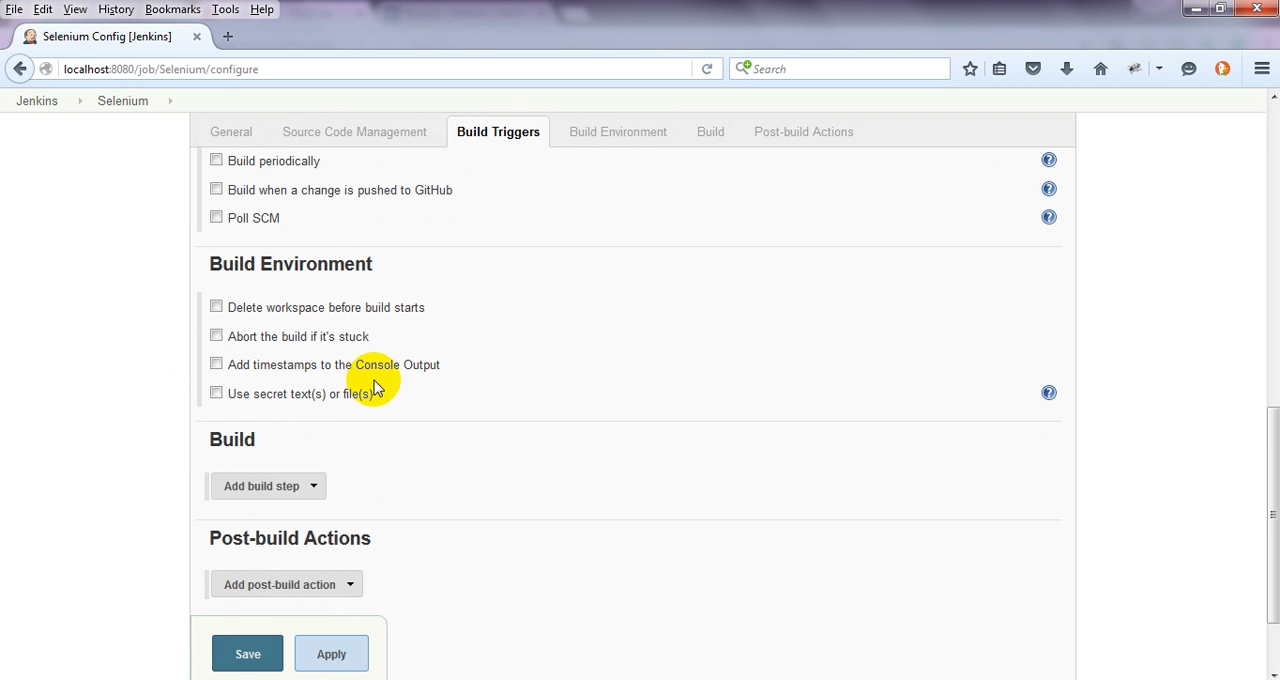 File Edit View History Bookmarks Tools Help
Selenium Config [Jenkins]
localhost:8080/job/Selenium/configure
Search
Jenkins Selenium
General Source Code Management Build Triggers Build Environment Build Post-build Actions
Build periodically
Build when a change is pushed to GitHub
Poll SCM
Build Environment
Delete workspace before build starts
Abort the build if it's stuck
Add timestamps to the Console Output
Use secret text(s) or file(s)
Build
Add build step
Post-build Actions
Add post-build action
Save Apply